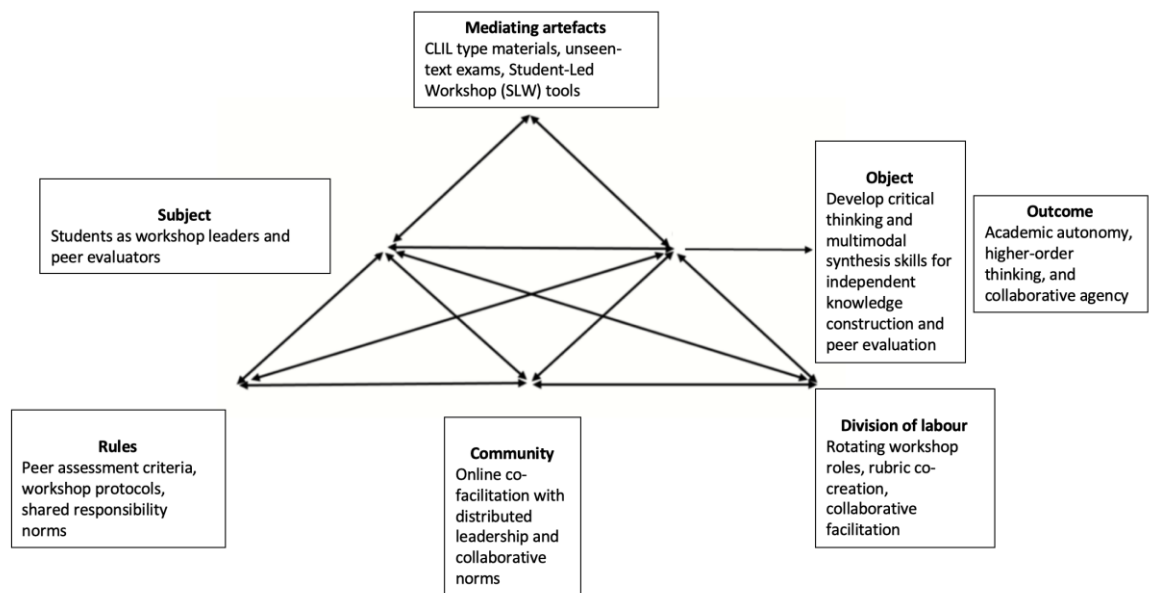 Mediating artefacts
CLIL type materials, unseen-
text exams, Student-Led
Workshop (SLW) tools
Subject
Students as workshop leaders and
peer evaluators
Object
Develop critical
thinking and
multimodal
synthesis skills for
independent
knowledge
construction and
peer evaluation
Outcome
Academic autonomy,
higher-order
thinking, and
collaborative agency
Rules
Peer assessment criteria,
workshop protocols,
shared responsibility
norms
Community
Online co-
facilitation with
distributed
leadership and
collaborative
norms
Division of labour
Rotating workshop
roles, rubric co-
creation,
collaborative
facilitation